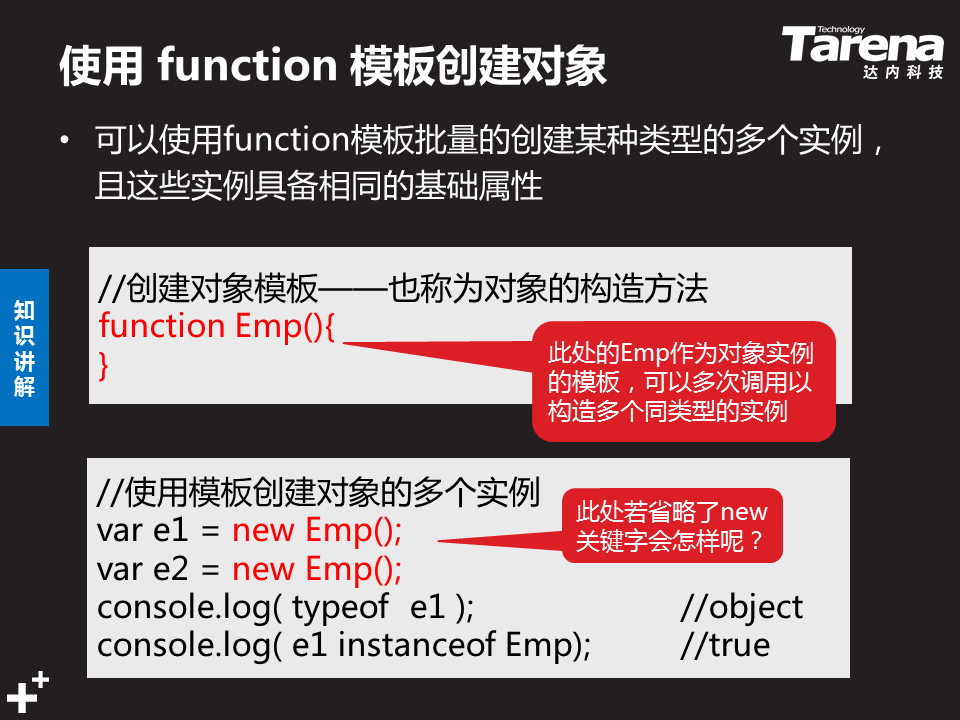 使用 function 模板创建对象
Technology
Tarena
达内科技
• 可以使用function模板批量的创建某种类型的多个实例，
且这些实例具备相同的基础属性
知
识
讲
解
//创建对象模板——也称为对象的构造方法
function Emp(){
}
此处的Emp作为对象实例
的模板，可以多次调用以
构造多个同类型的实例
//使用模板创建对象的多个实例
var e1 = new Emp();
此处若省略了new
关键字会怎样呢？
var e2 = new Emp();
console.log( typeof  e1 ); //object
console.log( e1 instanceof Emp); //true